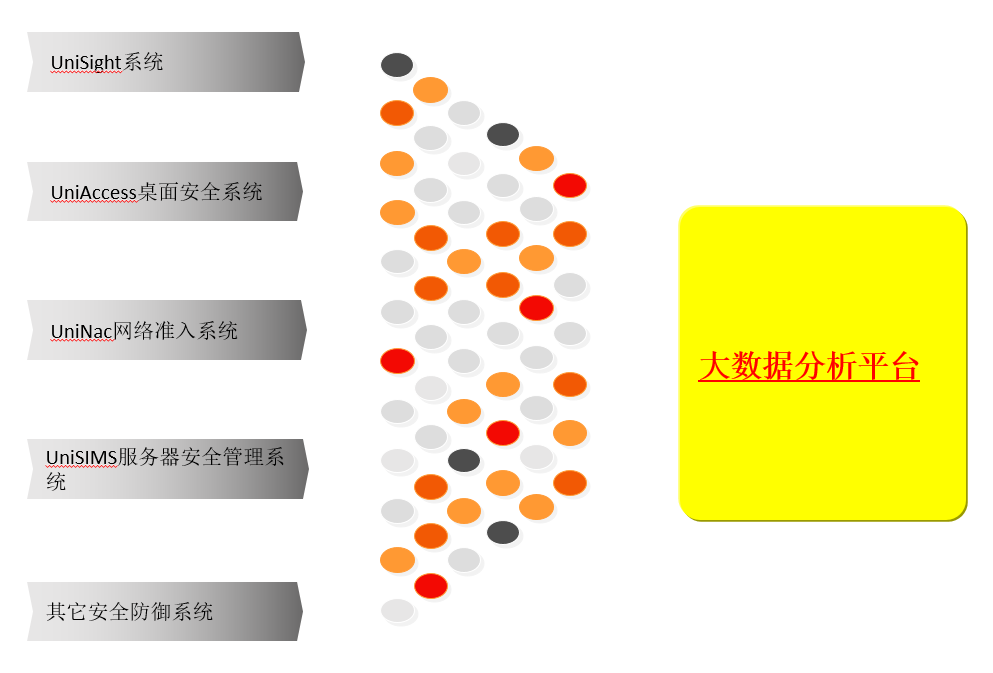 UniSight系统
UniAccess桌面安全系统
UniNac网络准入系统
UniSIMS服务器安全管理系
统
其它安全防御系统
大数据分析平台